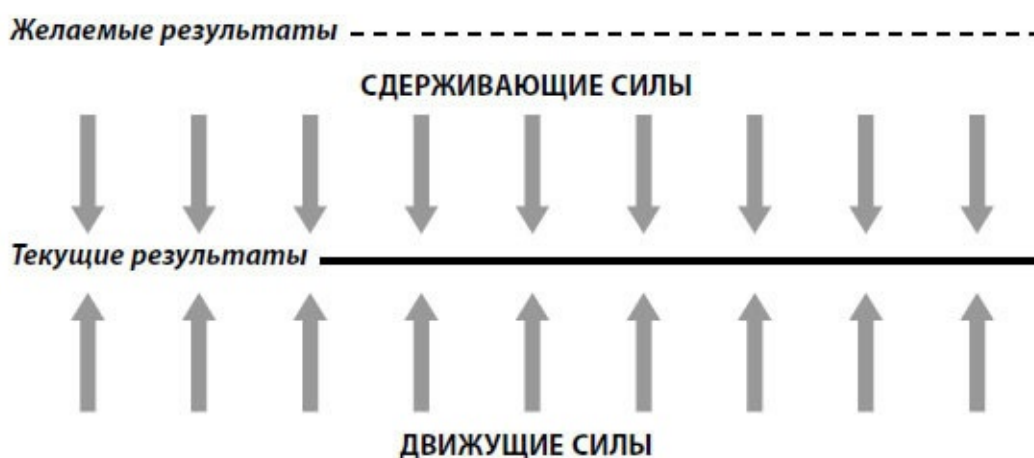 Желаемые результаты
СДЕРЖИВАЮЩИЕ СИЛЫ
Текущие результаты
ДВИЖУЩИЕ СИЛЫ